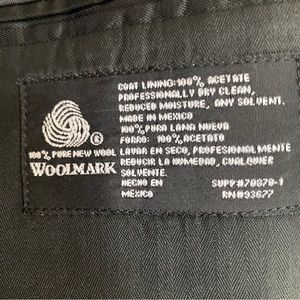 COAT LINING:100% ACETATE
PROFESSIONALLY DRY CLEAN,
REDUCED MOISTURE, ANY SOLVENT.
MADE IN MEXICO
100% PURA LANA NUEVA
FORRO: 100% ACETATO
LAVAR EN SECO, PROFESIONALMENTE
REDUCIR LA HUMEDAD, CUALQUIER
SOLVENTE.
HECHO EN MEXICO
SUPP#70370-1
RN#93677
®
100% PURE NEW WOOL
WOOLMARK